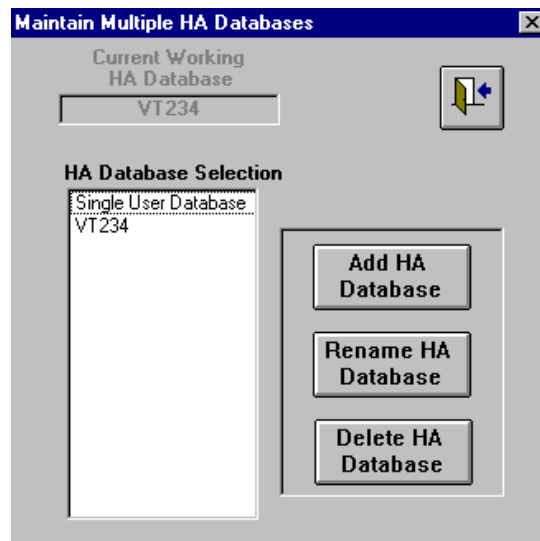 Maintain Multiple HA Databases
Current Working
HA Database
VT234
HA Database Selection
Single User Database
VT234
Add HA
Database
Rename HA
Database
Delete HA
Database